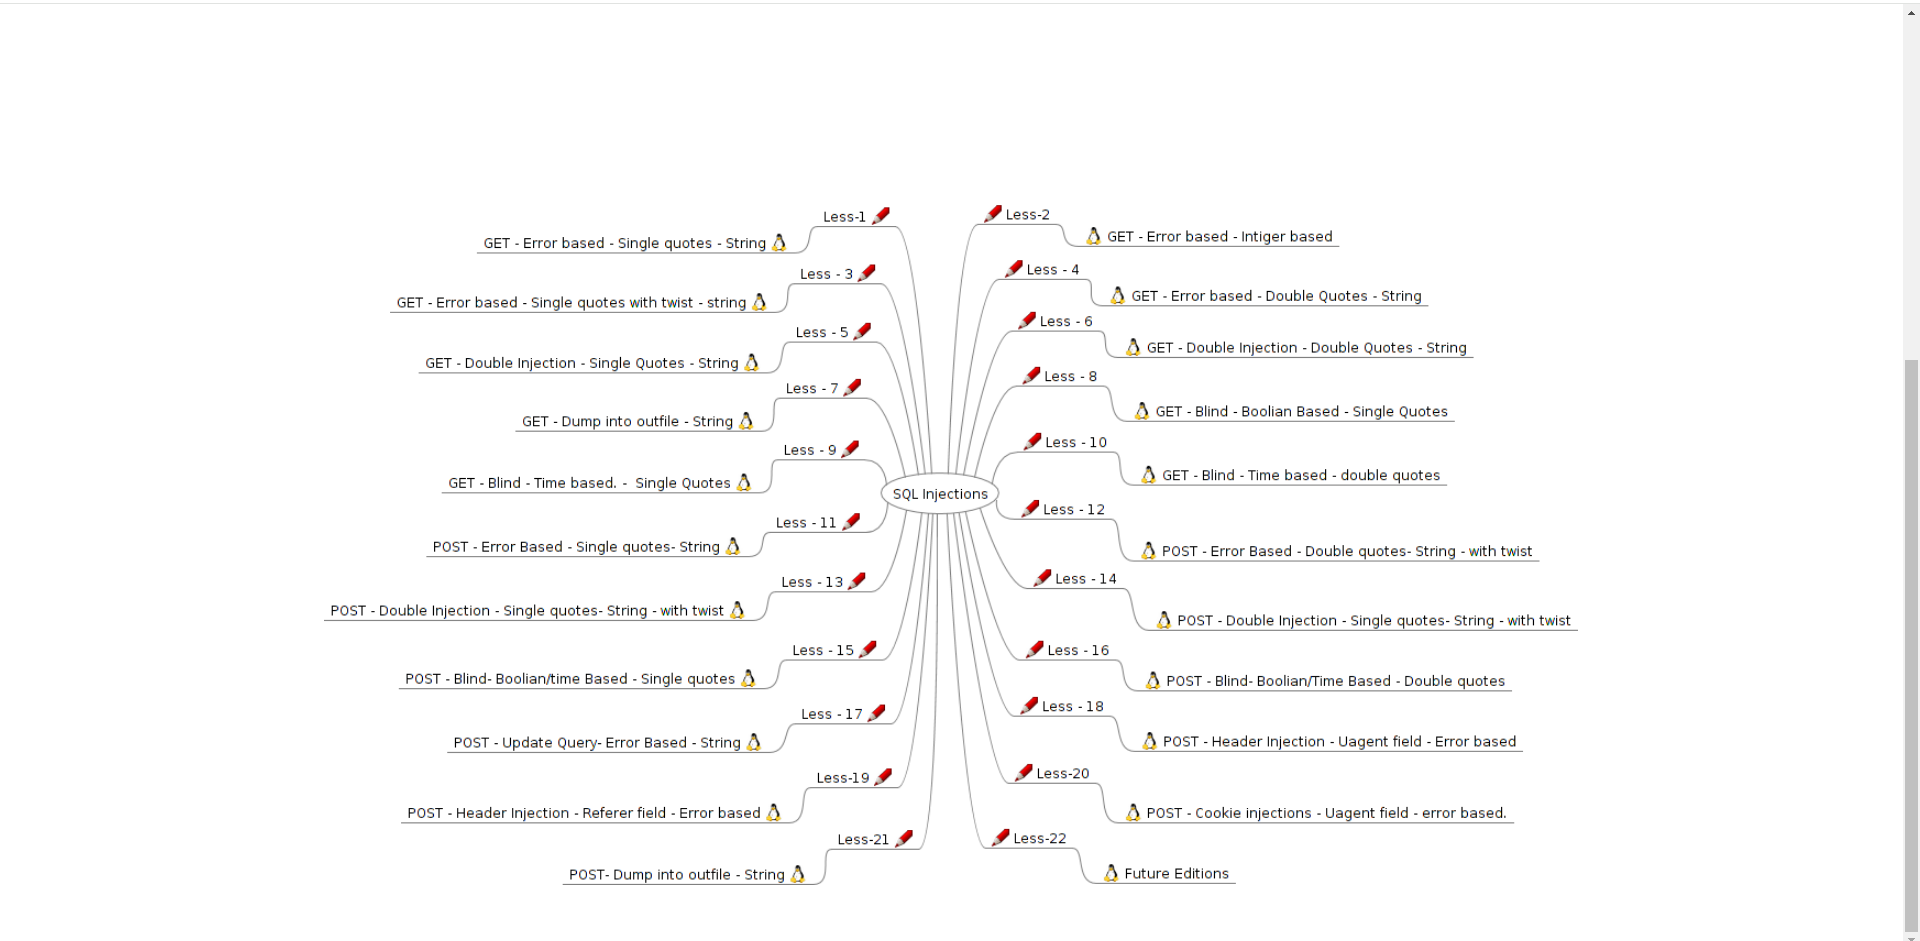 Less-1
GET - Error based - Single quotes - String
Less - 3
GET - Error based - Single quotes with twist - string
Less - 5
GET - Double Injection - Single Quotes - String
Less - 7
GET - Dump into outfile - String
Less - 9
GET - Blind - Time based. -  Single Quotes
Less - 11
POST - Error Based - Single quotes- String
Less - 13
POST - Double Injection - Single quotes- String - with twist
Less - 15
POST - Blind- Boolian/time Based - Single quotes
Less - 17
POST - Update Query- Error Based - String
Less-19
POST - Header Injection - Referer field - Error based
Less-21
POST- Dump into outfile - String
SQL Injections
Less-2
GET - Error based - Intiger based
Less - 4
GET - Error based - Double Quotes - String
Less - 6
GET - Double Injection - Double Quotes - String
Less - 8
GET - Blind - Boolian Based - Single Quotes
Less - 10
GET - Blind - Time based - double quotes
Less - 12
POST - Error Based - Double quotes- String - with twist
Less - 14
POST - Double Injection - Single quotes- String - with twist
Less - 16
POST - Blind- Boolian/Time Based - Double quotes
Less - 18
POST - Header Injection - Uagent field - Error based
Less-20
POST - Cookie injections - Uagent field - error based.
Less-22
Future Editions